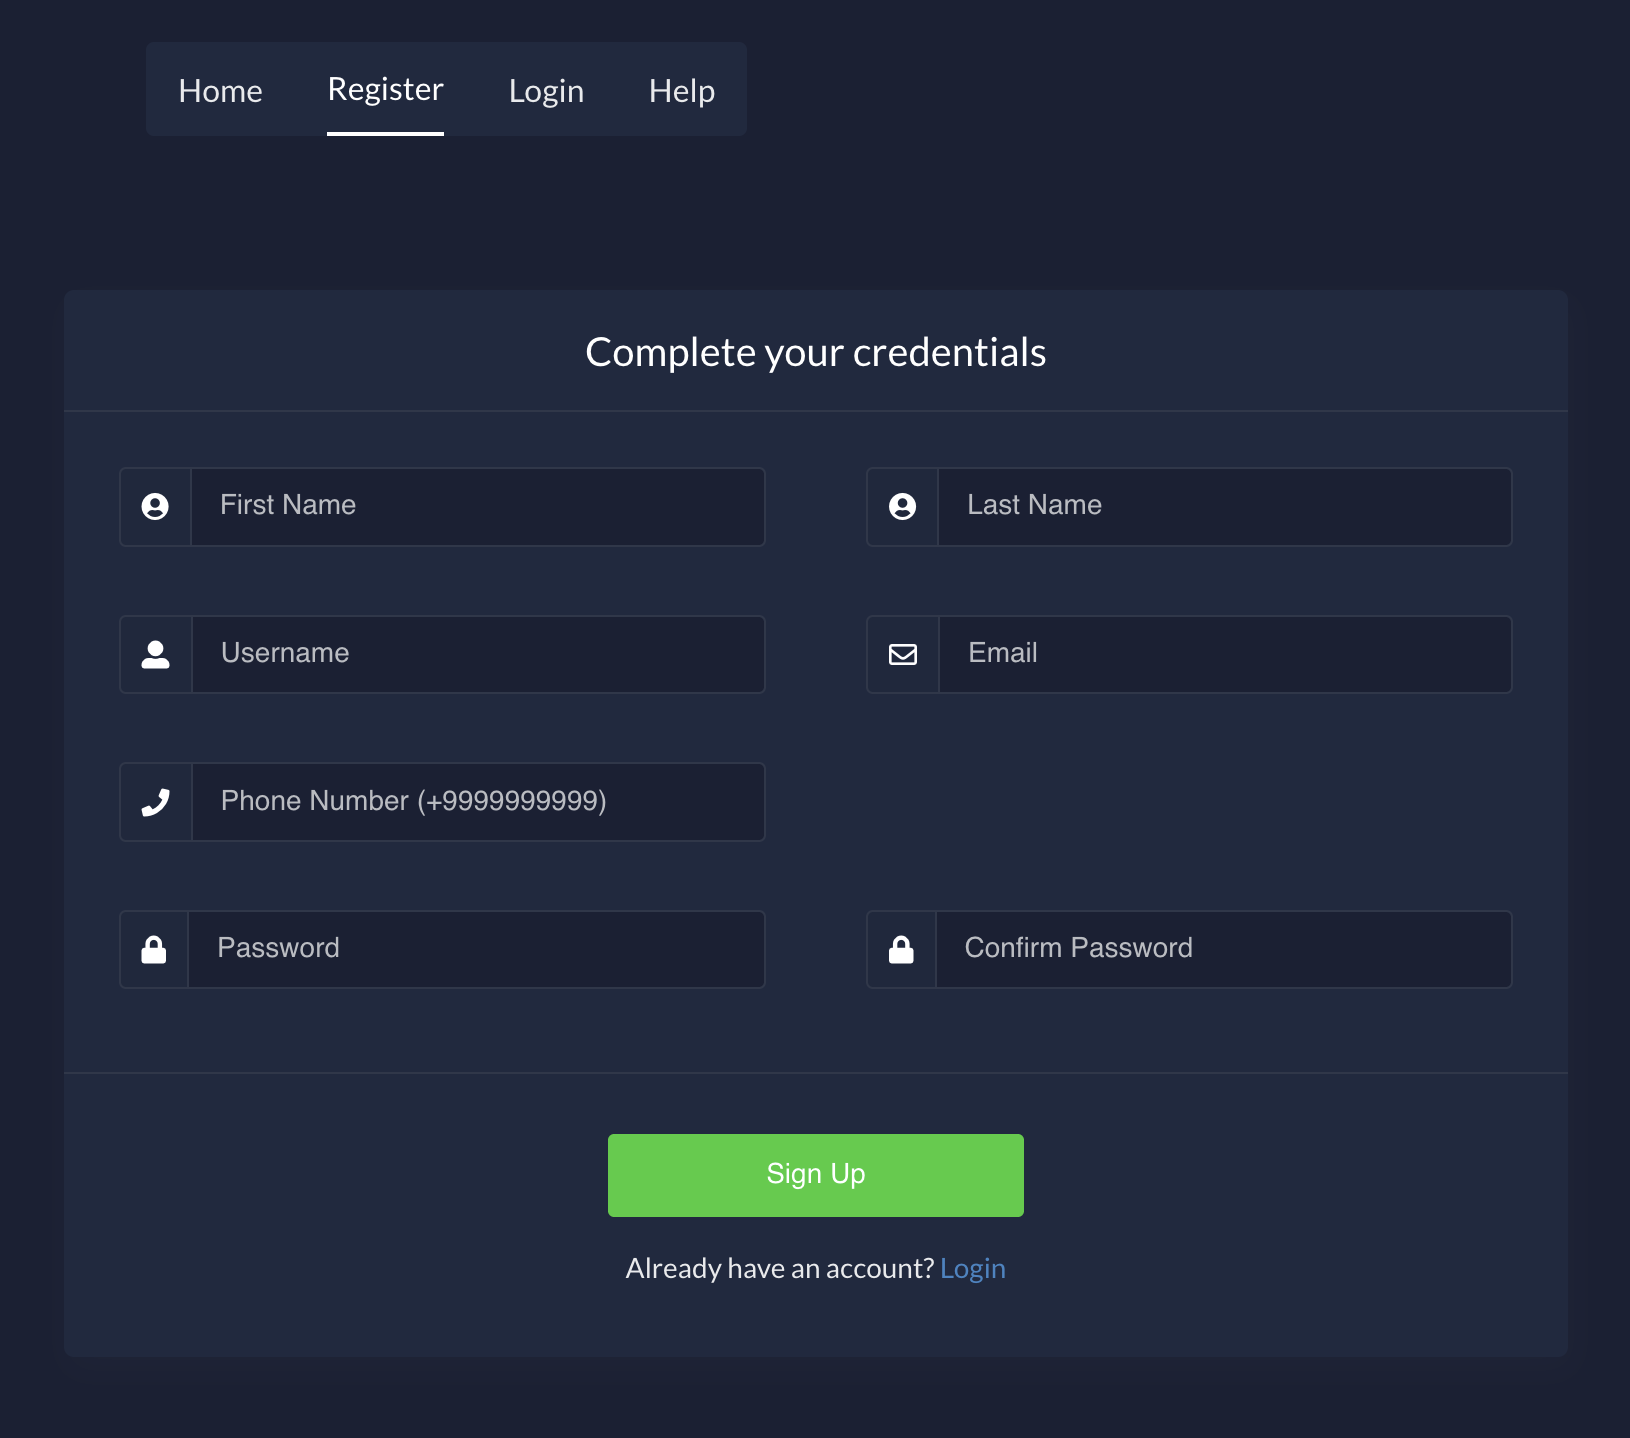 Home Register Login Help
Complete your credentials
First Name
Last Name
Username
Email
Phone Number (+9999999999)
Password
Confirm Password
Sign Up
Already have an account? Login